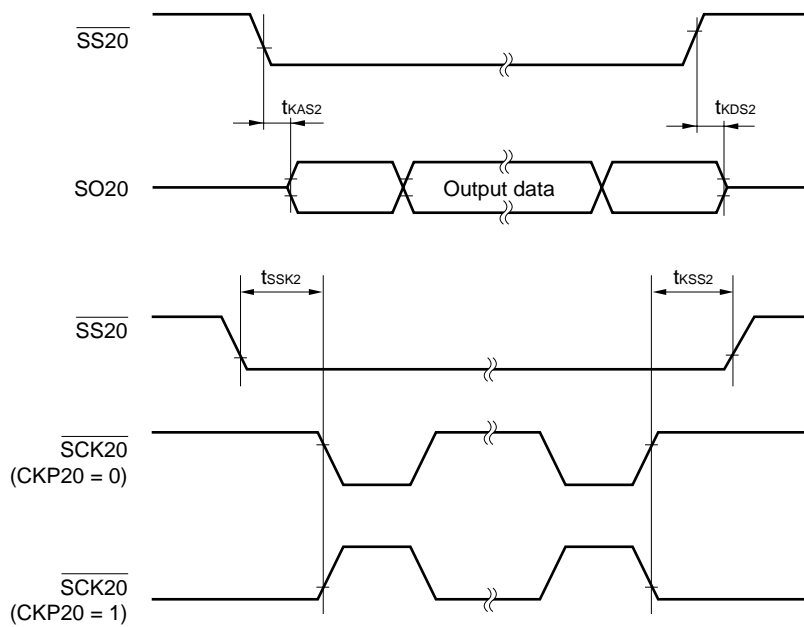 SS20
tKAS2
tKDS2
SO20
Output data
tSSK2
tKSS2
SS20
SCK20
(CKP20 = 0)
SCK20
(CKP20 = 1)